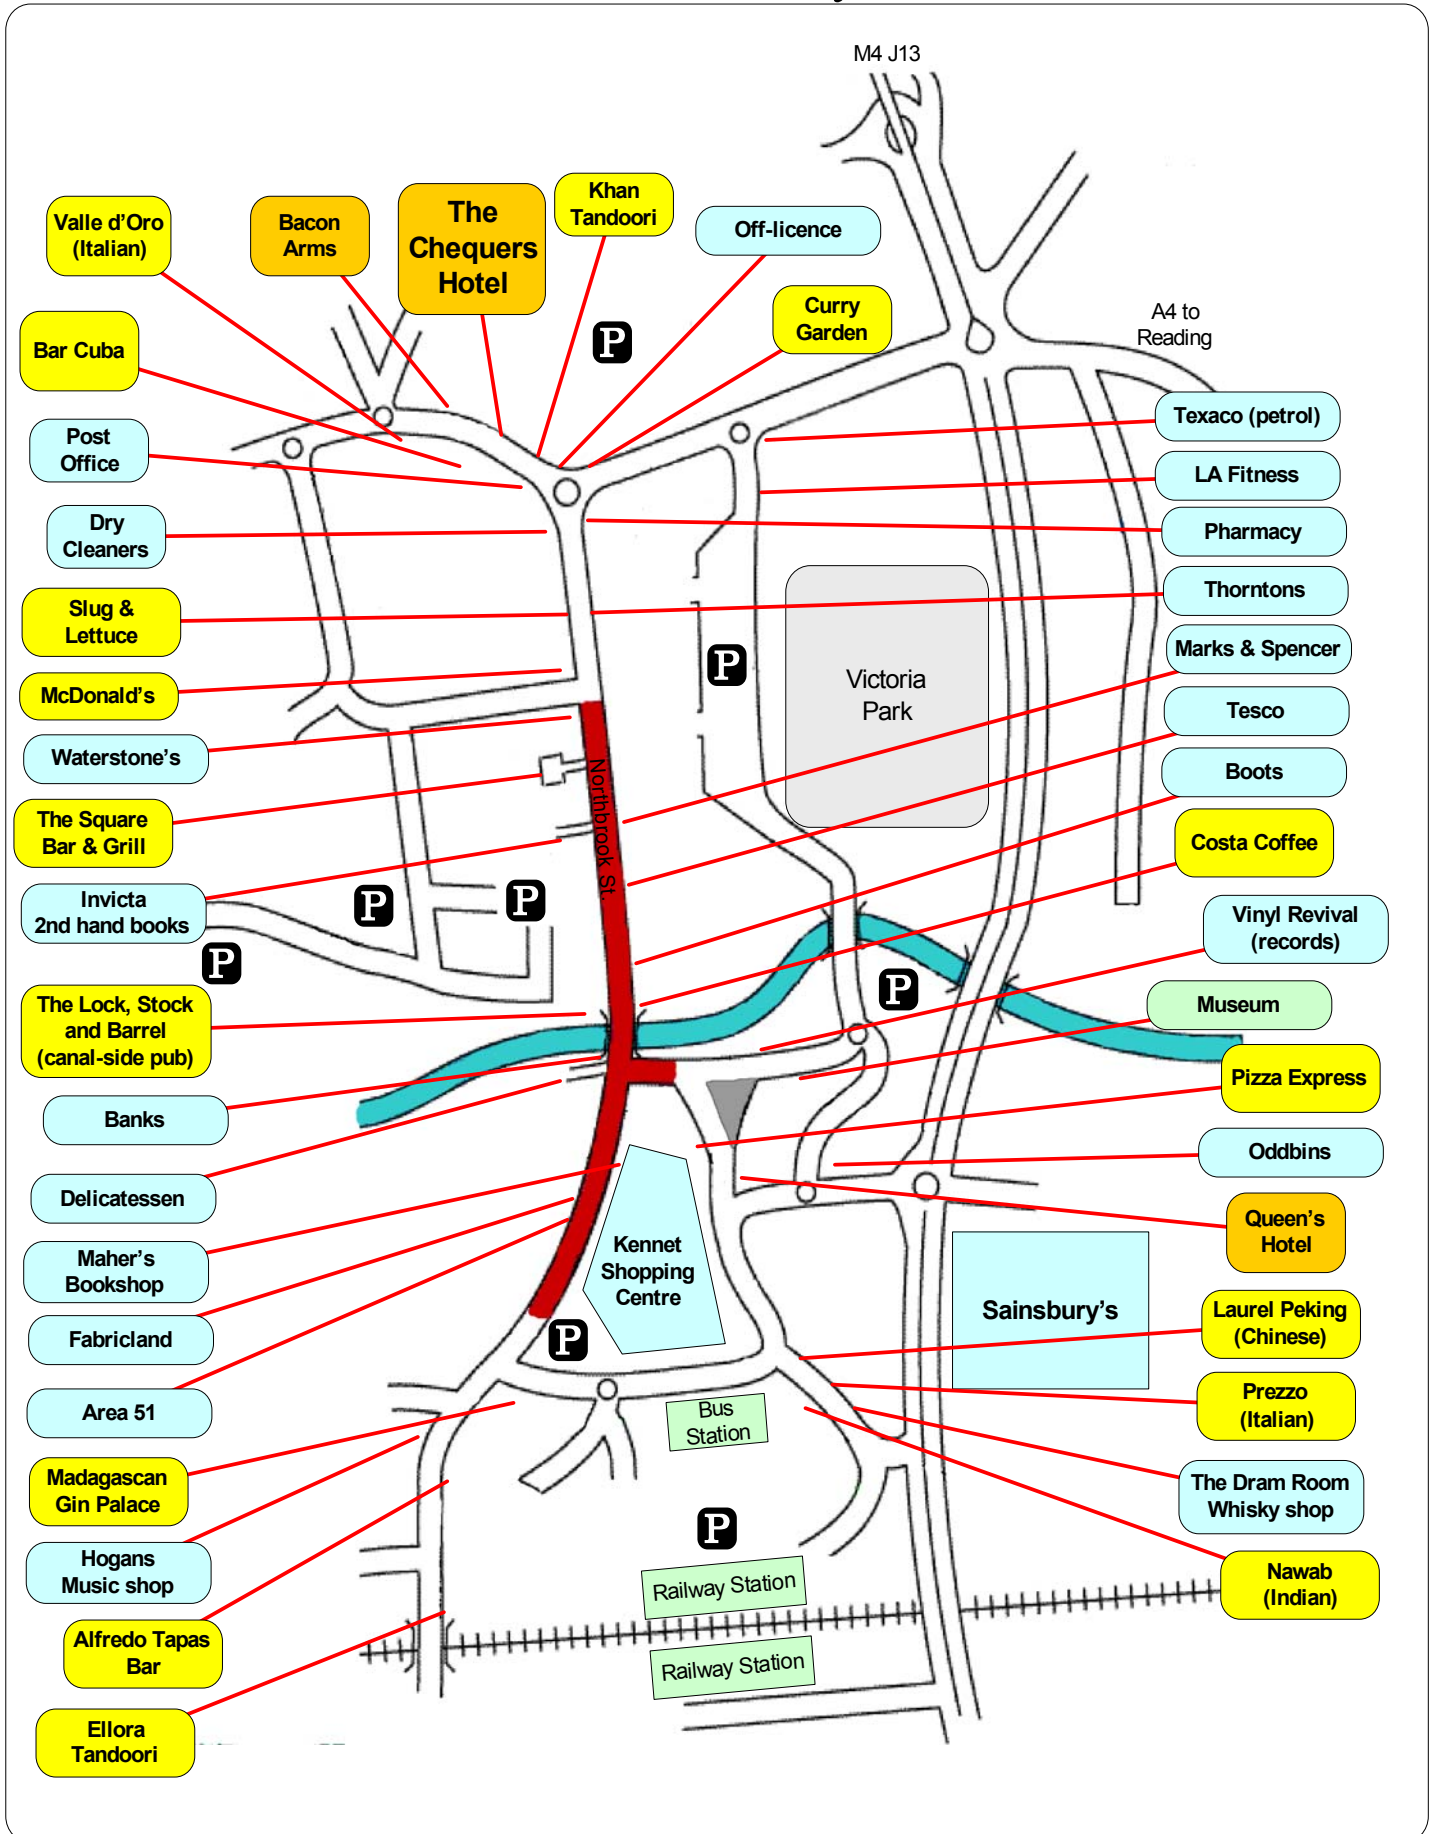 M4 J13
Khan
Tandoori
Valle d'Oro
(Italian)
Bacon
Arms
The
Chequers
Hotel
Off-licence
Curry
Garden
A4 to
Reading
Bar Cuba
P
Post
Office
Texaco (petrol)
LA Fitness
Dry
Cleaners
Pharmacy
Slug &
Lettuce
Thorntons
Marks & Spencer
P
Victoria
Park
McDonald's
Tesco
Waterstone's
Boots
Northbrook St.
The Square
Bar & Grill
Costa Coffee
Invicta
2nd hand books
P
P
Vinyl Revival
(records)
P
P
Museum
The Lock, Stock
and Barrel
(canal-side pub)
Pizza Express
Banks
Oddbins
Delicatessen
Queen's
Hotel
Maher's
Bookshop
Kennet
Shopping
Centre
Sainsbury's
Laurel Peking
(Chinese)
Fabricland
P
Prezzo
(Italian)
Area 51
Bus
Station
Madagascan
Gin Palace
The Dram Room
Whisky shop
P
Hogans
Music shop
Railway Station
Nawab
(Indian)
Alfredo Tapas
Bar
Railway Station
Ellora
Tandoori